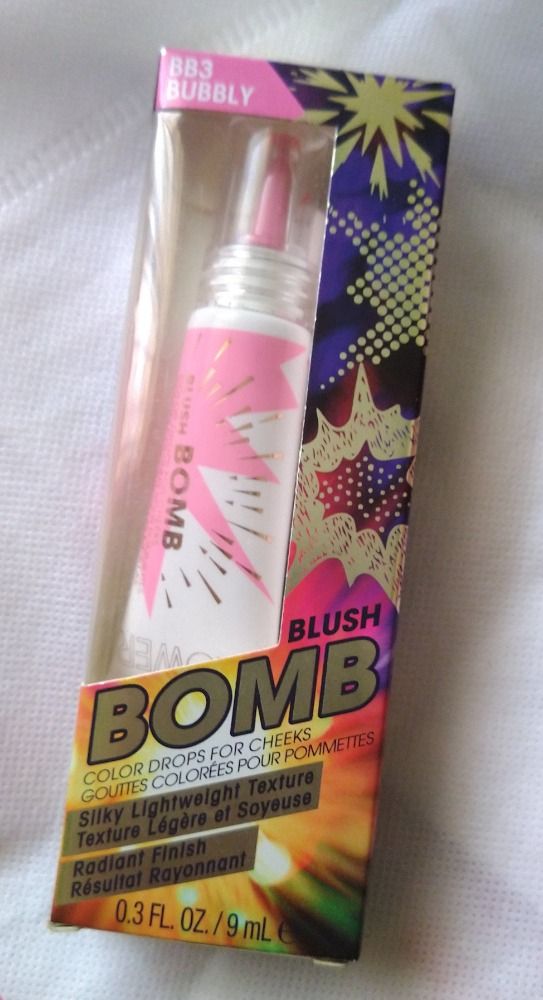 BB3
BUBBLY
BLUSH BOMB
BLUSH
BOMB
COLOR DROPS FOR CHEEKS
GOUTTES COLORÉES POUR POMMETTES
Silky Lightweight Texture
Texture Légère et Soyeuse
Radiant Finish
Résultat Rayonnant
0.3 FL. OZ. / 9 mL e